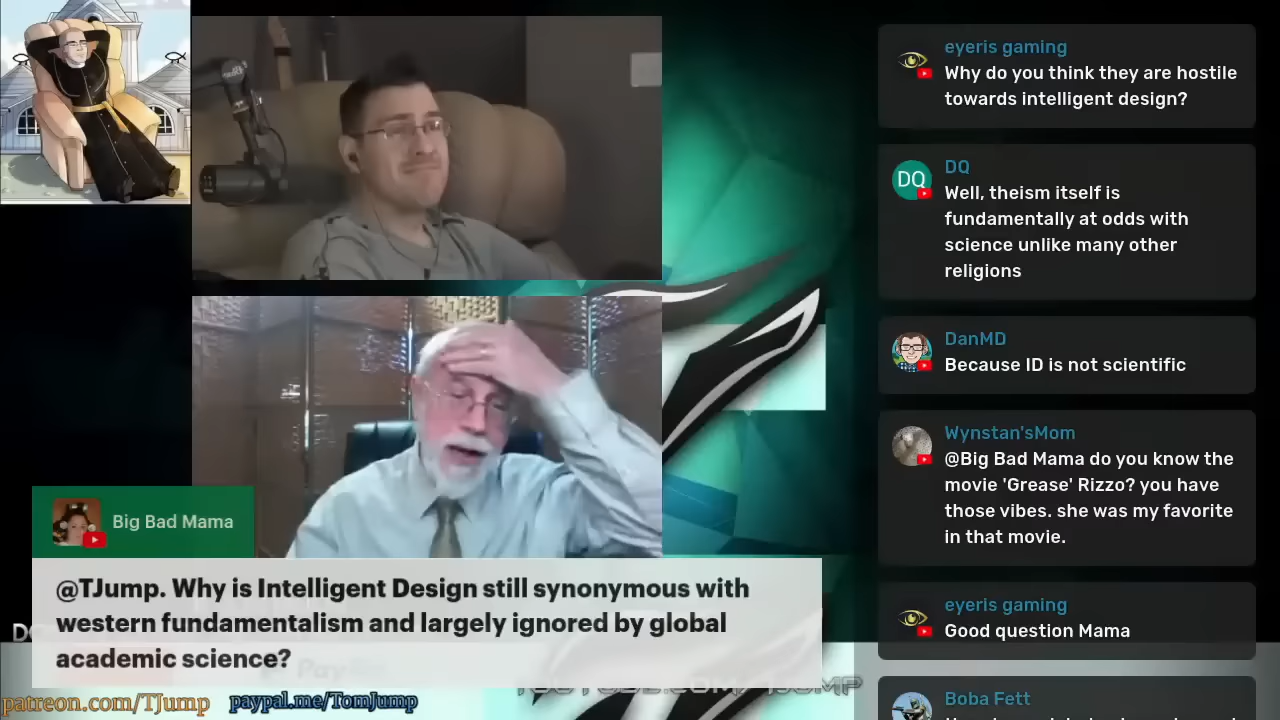 eyeris gaming
Why do you think they are hostile
towards intelligent design?
DQ
DQ
Well, theism itself is
fundamentally at odds with
science unlike many other
religions
DanMD
Because ID is not scientific
Wynstan'sMom
@Big Bad Mama do you know the
movie 'Grease' Rizzo? you have
those vibes. she was my favorite
in that movie.
eyeris gaming
Good question Mama
Boba Fett
Big Bad Mama
@TJump. Why is Intelligent Design still synonymous with
western fundamentalism and largely ignored by global
academic science?
patreon.com/TJump
paypal.me/TomJump
YOUTUBE.COM/TJUMP